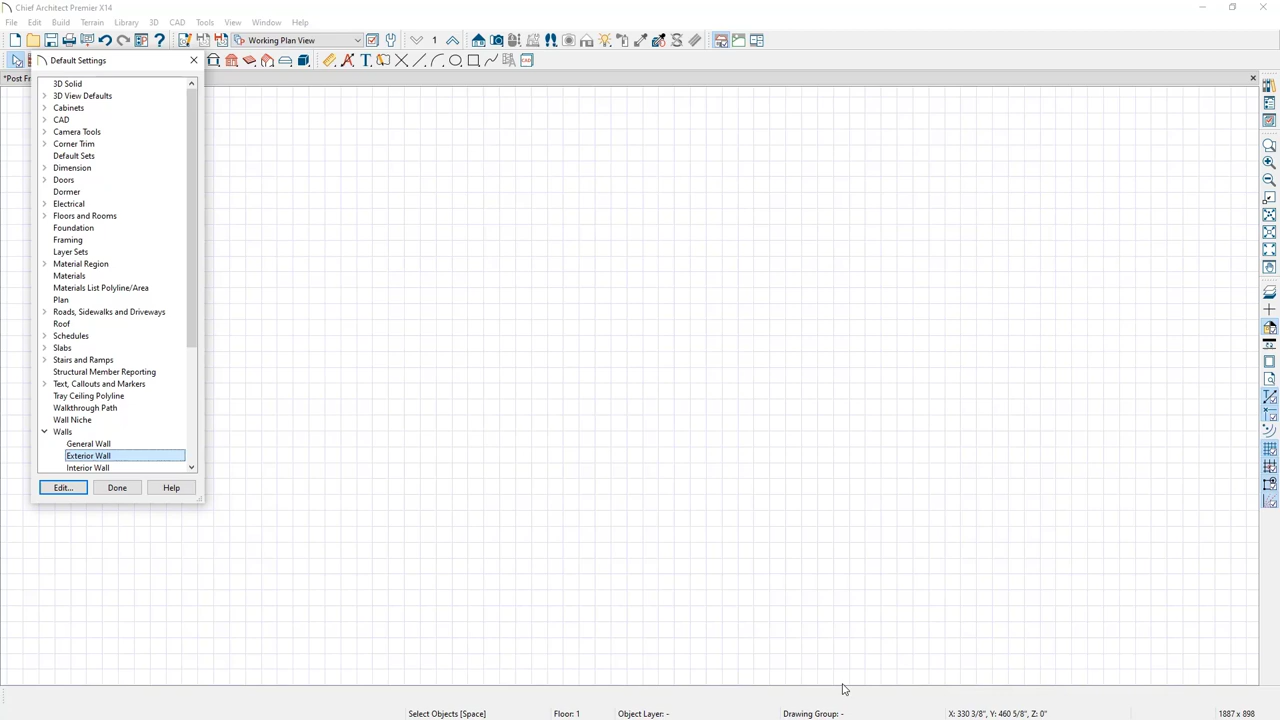 Chief Architect Premier X14
File Edit Build Terrain Library 3D CAD Tools View Window Help
Working Plan View 1
Default Settings
*Post Fr
3D Solid
3D View Defaults
Cabinets
CAD
Camera Tools
Corner Trim
Default Sets
Dimension
Doors
Dormer
Electrical
Floors and Rooms
Foundation
Framing
Layer Sets
Material Region
Materials
Materials List Polyline/Area
Plan
Roads, Sidewalks and Driveways
Roof
Schedules
Slabs
Stairs and Ramps
Structural Member Reporting
Text, Callouts and Markers
Tray Ceiling Polyline
Walkthrough Path
Wall Niche
Walls
General Wall
Exterior Wall
Interior Wall
Edit... Done Help
Select Objects [Space] Floor: 1 Object Layer: - Drawing Group: - X: 330 3/8", Y: 460 5/8", Z: 0" 1887 x 898